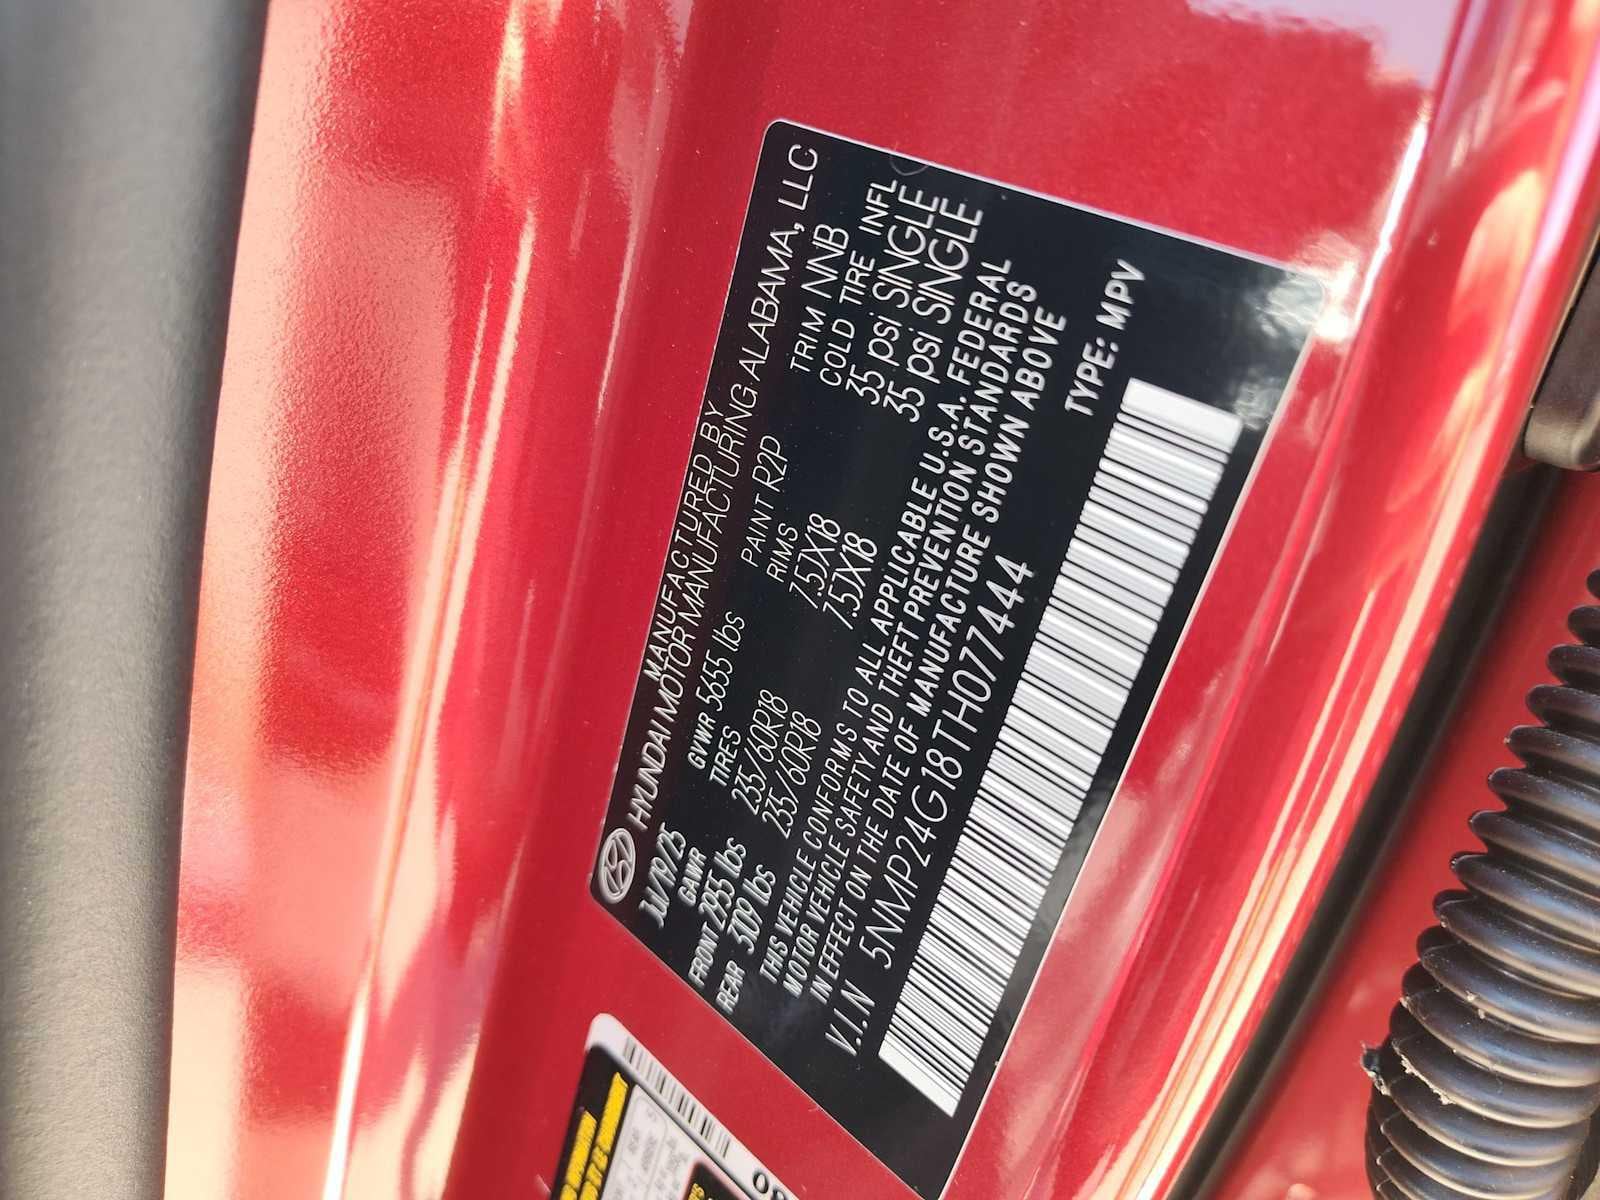 MANUFACTURED BY
HYUNDAI MOTOR MANUFACTURING ALABAMA, LLC
JUl/19/25 GVWR 5655 lbs PAINT R2P TRIM NNB
GAWR TIRES RIMS COLD TIRE INFL
FRONT 2955 lbs 235/60R18 7.5JX18 35 psi SINGLE
REAR 3109 lbs 235/60R18 7.5JX18 35 psi SINGLE
THIS VEHICLE CONFORMS TO ALL APPLICABLE U.S.A. FEDERAL
MOTOR VEHICLE SAFETY AND THEFT PREVENTION STANDARDS
IN EFFECT ON THE DATE OF MANUFACTURE SHOWN ABOVE
V.I.N 5NMP24G18TH077444
TYPE: MPV